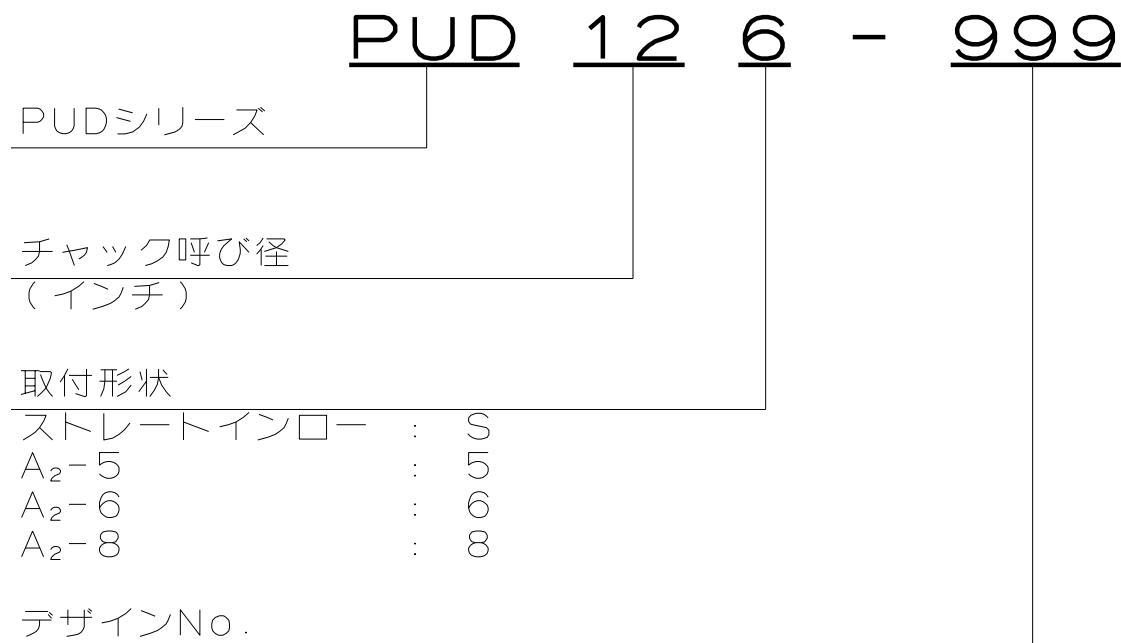 PUD 12 6 - 999
PUDシリーズ
チャック呼び径
(インチ)
取付形状
ストレートインロー : S
A₂-5 : 5
A₂-6 : 6
A₂-8 : 8
デザインNo.